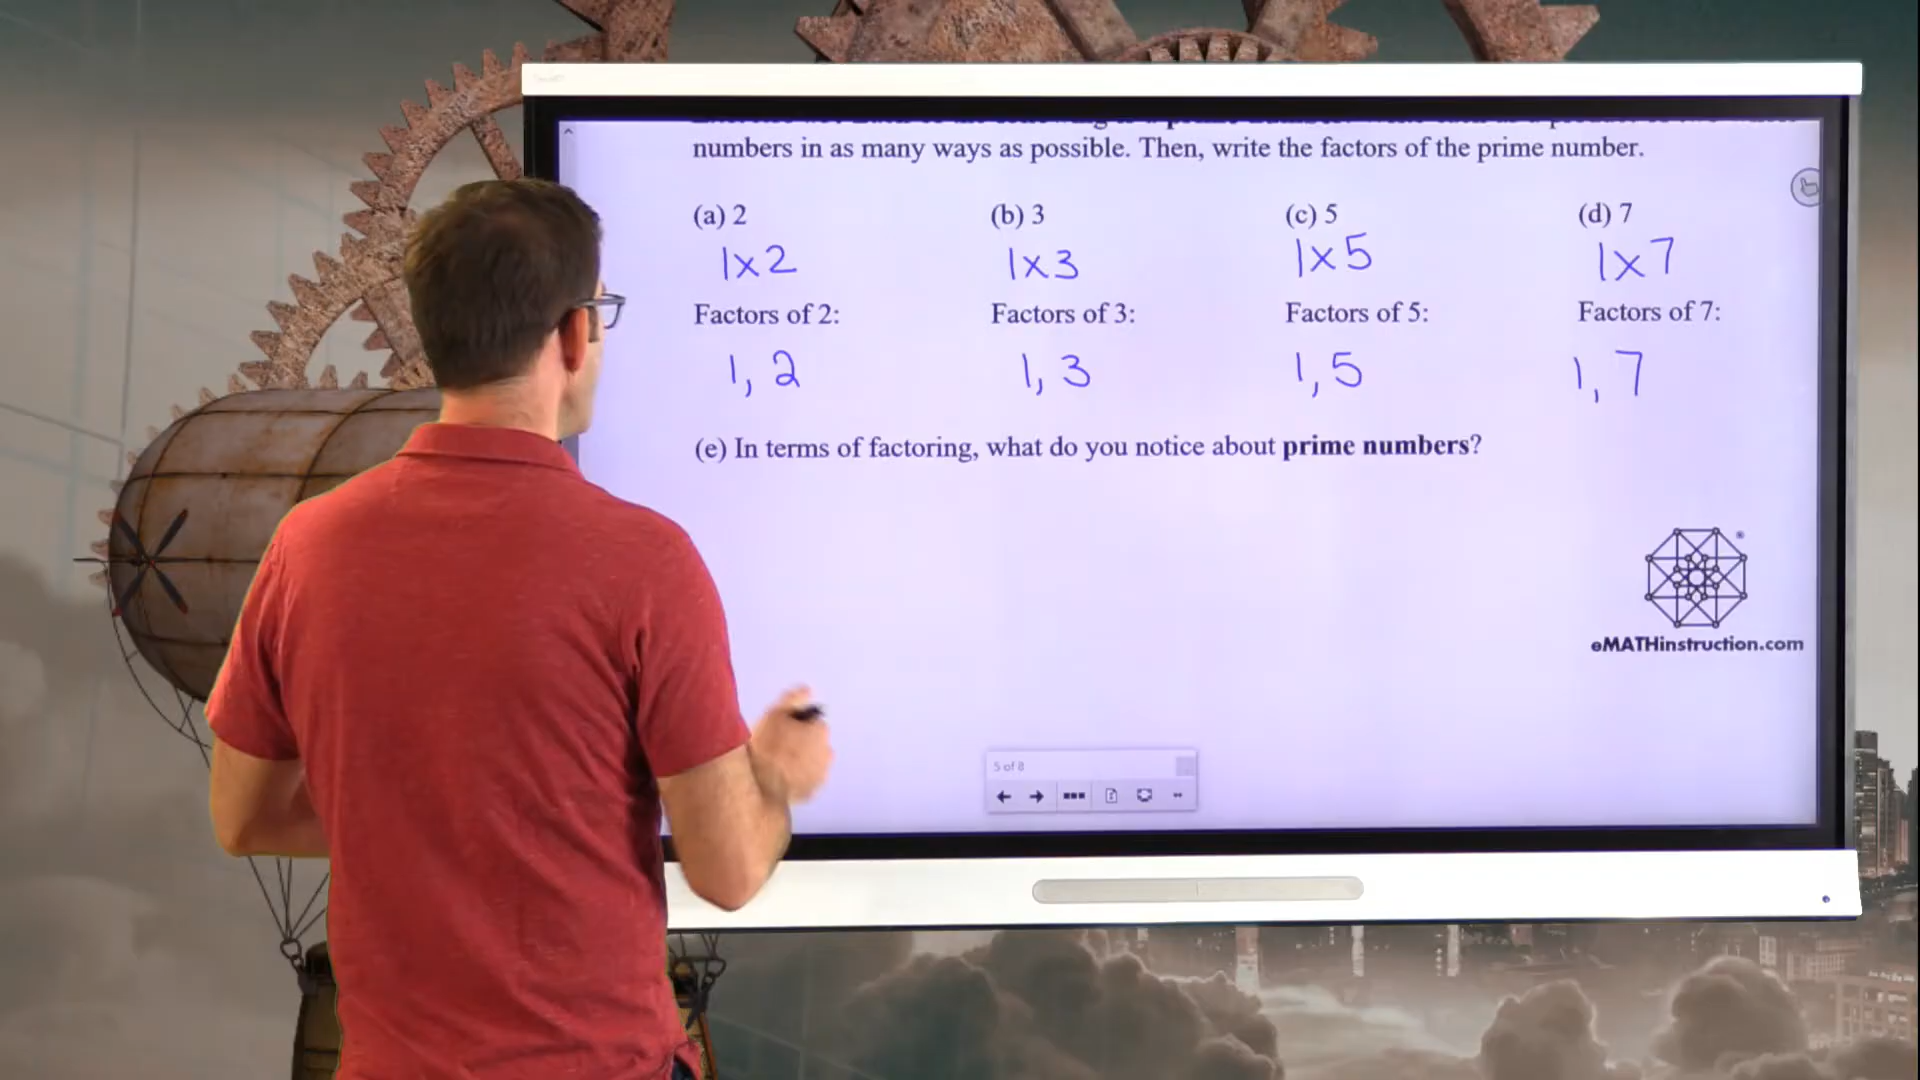 numbers in as many ways as possible. Then, write the factors of the prime number.
(a) 2 (b) 3 (c) 5 (d) 7
1x2 1x3 1x5 1x7
Factors of 2: Factors of 3: Factors of 5: Factors of 7:
1, 2 1, 3 1, 5 1, 7
(e) In terms of factoring, what do you notice about prime numbers?
eMATHinstruction.com
5 of 8